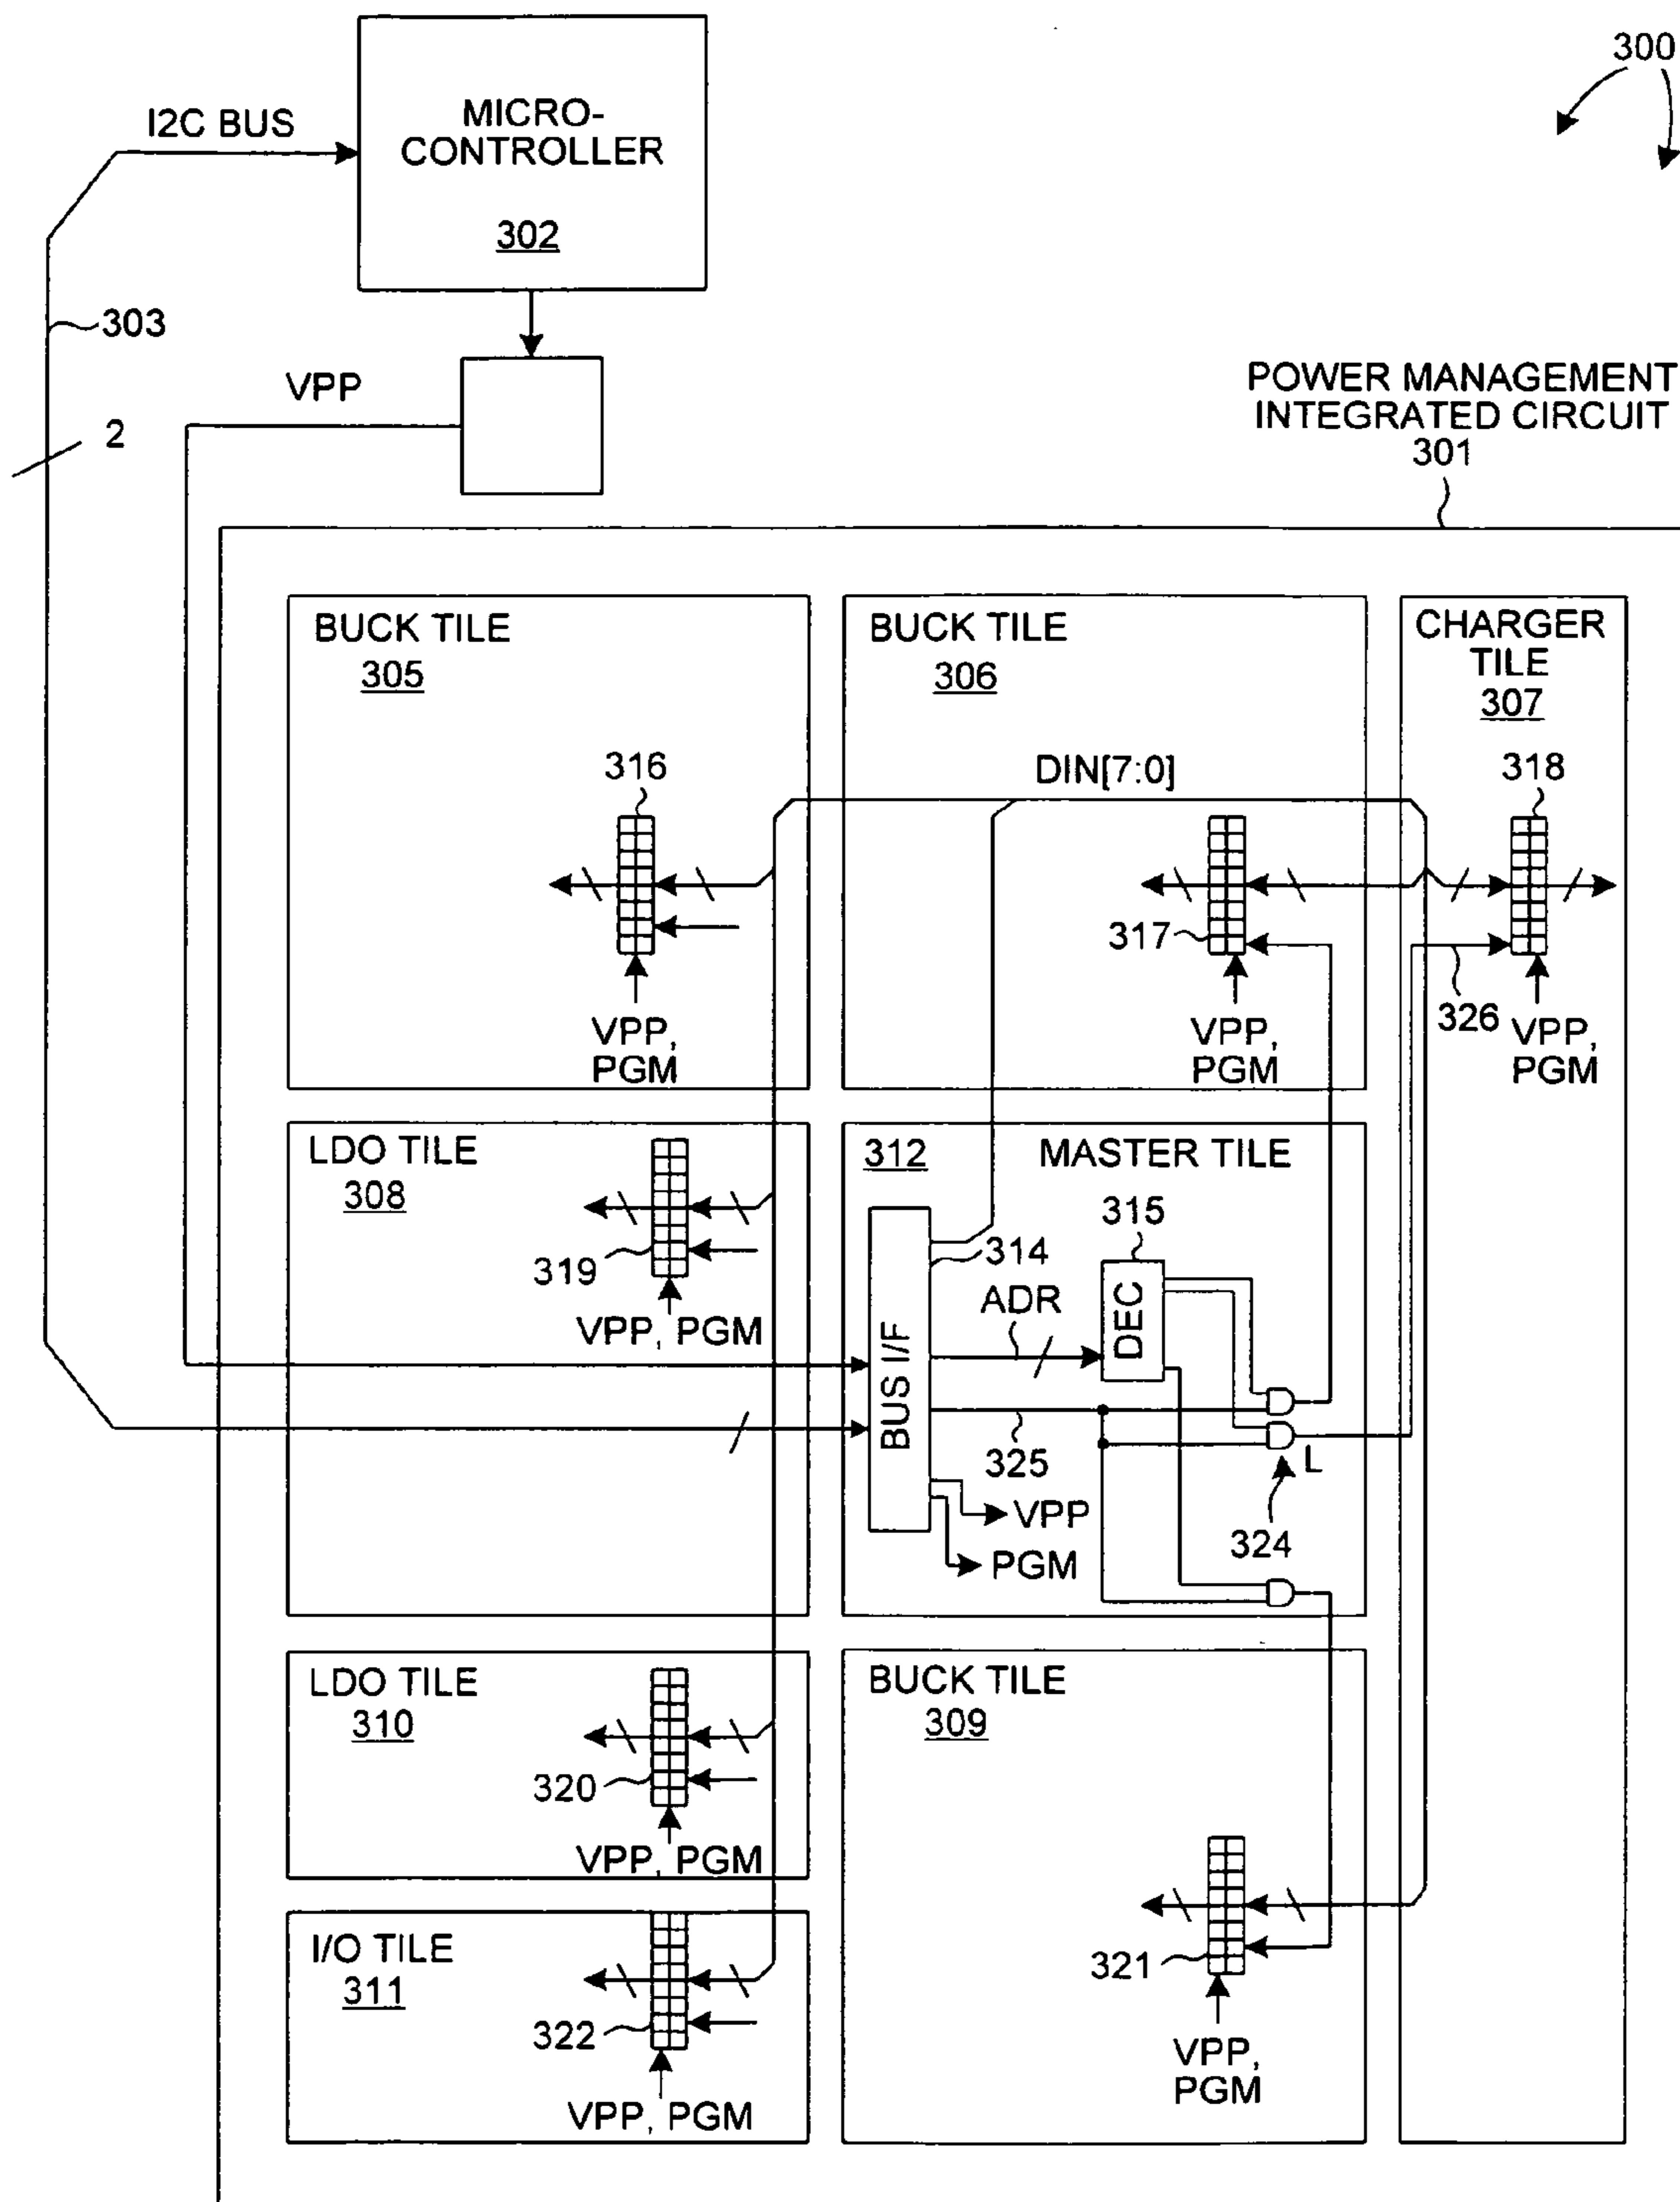 300
I2C BUS
MICRO-
CONTROLLER
302
303
2
VPP
POWER MANAGEMENT
INTEGRATED CIRCUIT
301
BUCK TILE
305
BUCK TILE
306
CHARGER
TILE
307
316
DIN[7:0]
318
317
326
VPP,
PGM
VPP,
PGM
VPP,
PGM
LDO TILE
308
319
VPP, PGM
312
MASTER TILE
315
314
ADR
DEC
BUS I/F
325
L
324
VPP
PGM
LDO TILE
310
320
VPP, PGM
BUCK TILE
309
321
VPP,
PGM
I/O TILE
311
322
VPP, PGM